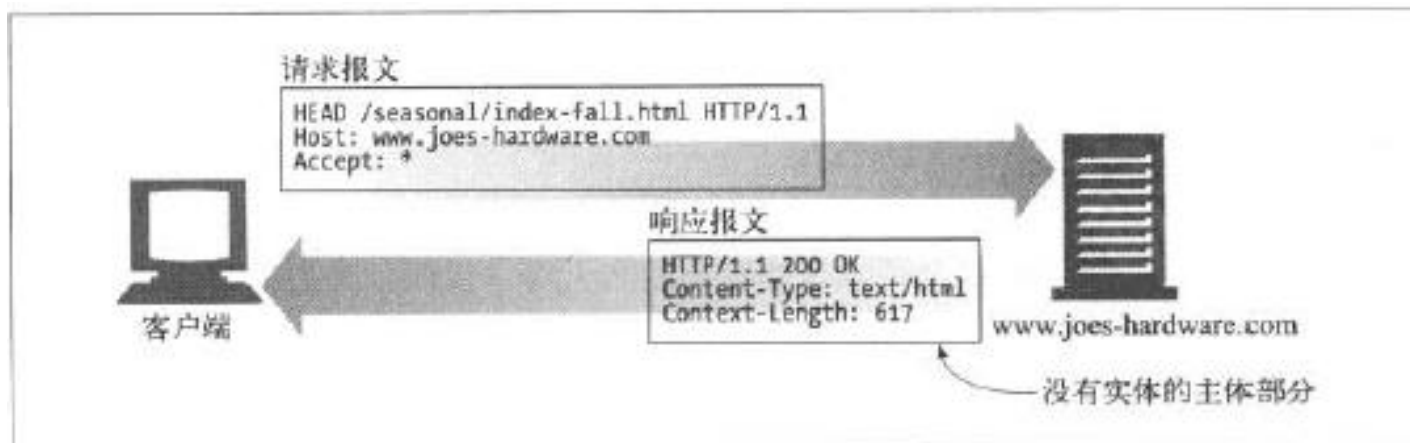 请求报文
HEAD /seasonal/index-fall.html HTTP/1.1
Host: www.joes-hardware.com
Accept: *
响应报文
HTTP/1.1 200 OK
Content-Type: text/html
Context-Length: 617
客户端
www.joes-hardware.com
没有实体的主体部分